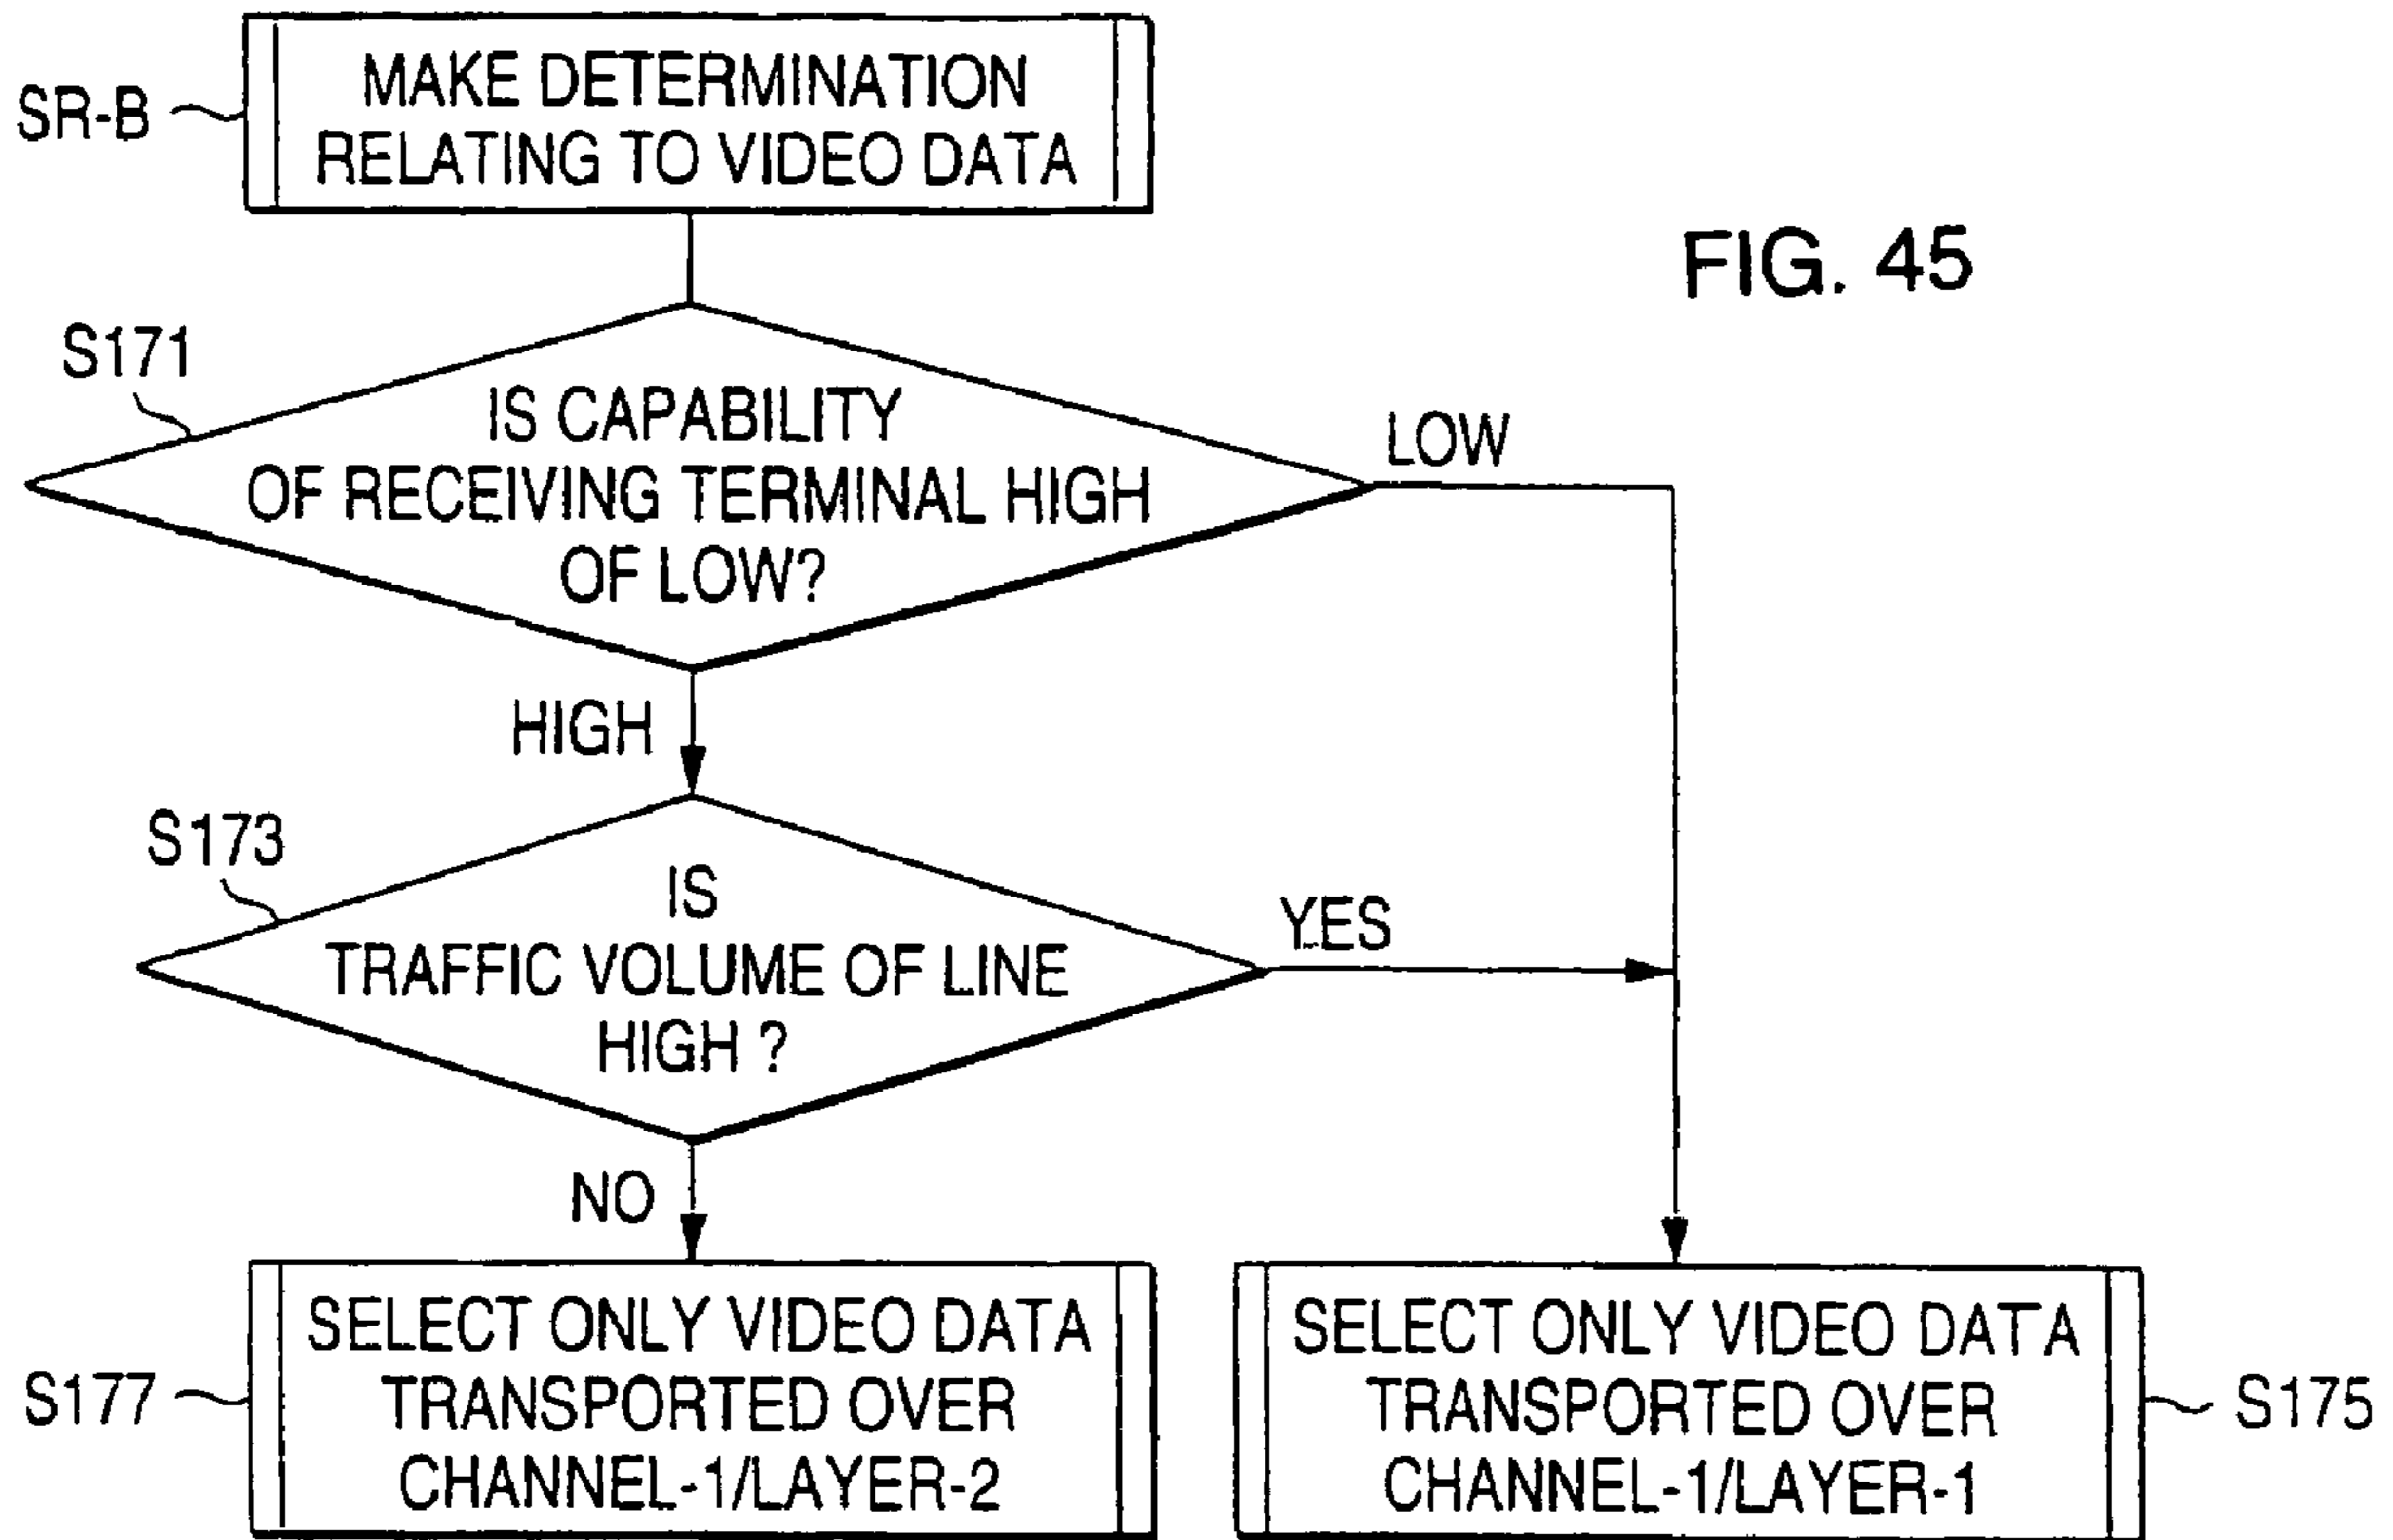 SR-B
MAKE DETERMINATION
RELATING TO VIDEO DATA
FIG. 45
S171
IS CAPABILITY
OF RECEIVING TERMINAL HIGH
OF LOW?
LOW
HIGH
S173
IS
TRAFFIC VOLUME OF LINE
HIGH ?
YES
NO
S177
SELECT ONLY VIDEO DATA
TRANSPORTED OVER
CHANNEL-1/LAYER-2
SELECT ONLY VIDEO DATA
TRANSPORTED OVER
CHANNEL-1/LAYER-1
S175